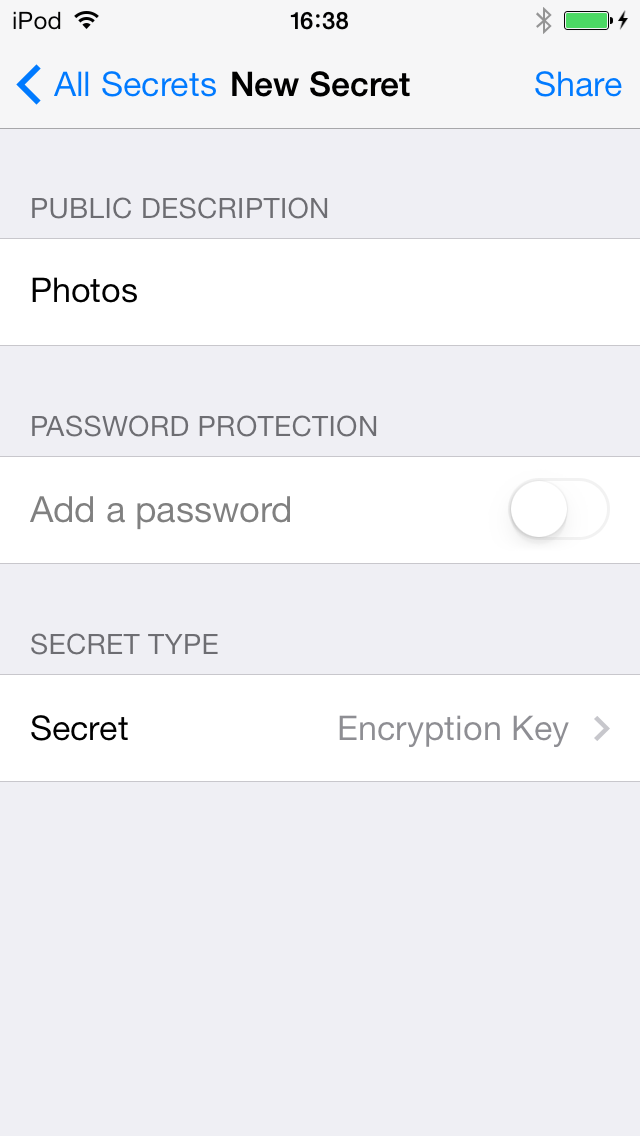 iPod 16:38
All Secrets New Secret Share
PUBLIC DESCRIPTION
Photos
PASSWORD PROTECTION
Add a password
SECRET TYPE
Secret Encryption Key